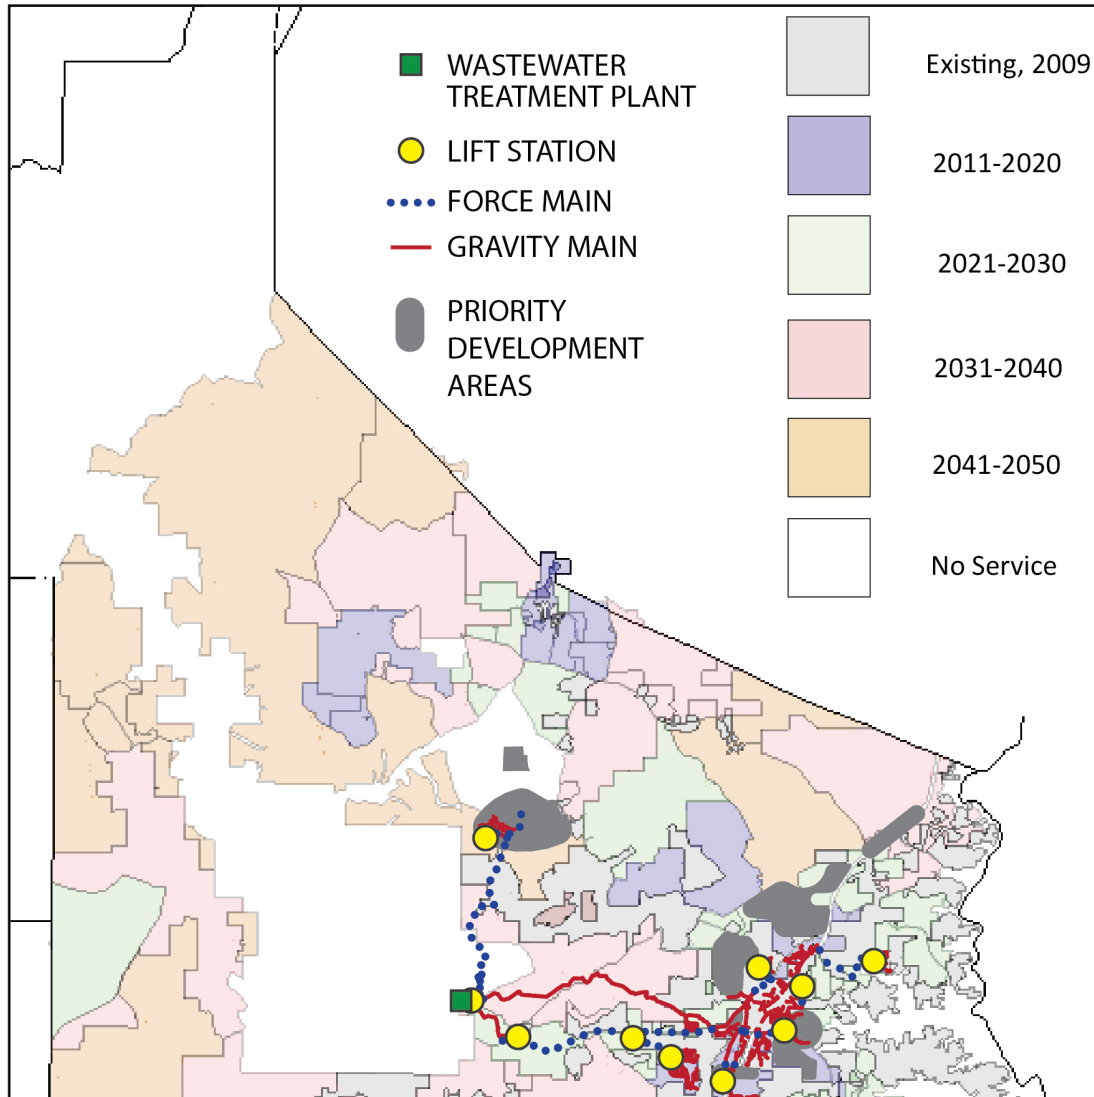 WASTEWATER
TREATMENT PLANT
LIFT STATION
FORCE MAIN
GRAVITY MAIN
PRIORITY
DEVELOPMENT
AREAS
Existing, 2009
2011-2020
2021-2030
2031-2040
2041-2050
No Service